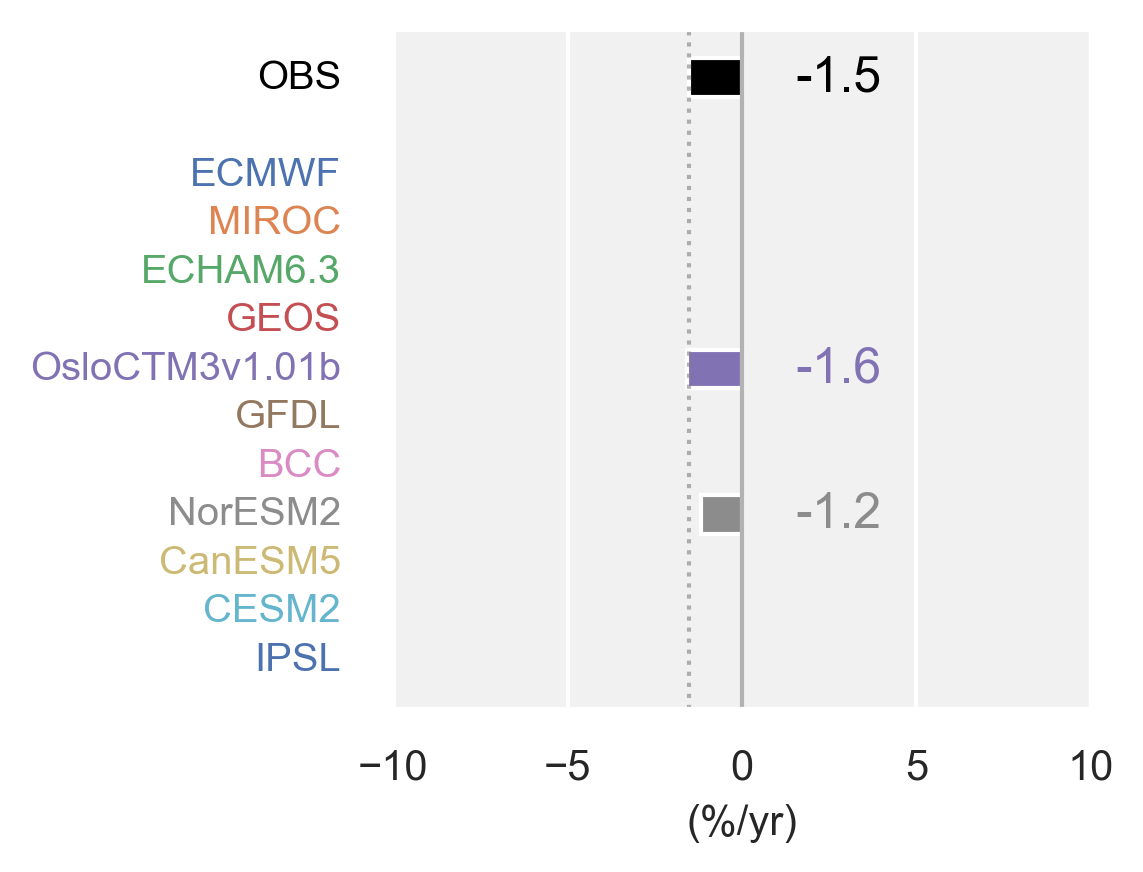 OBS -1.5
ECMWF
MIROC
ECHAM6.3
GEOS
OsloCTM3v1.01b -1.6
GFDL
BCC
NorESM2 -1.2
CanESM5
CESM2
IPSL
−10 −5 0 5 10
(%/yr)